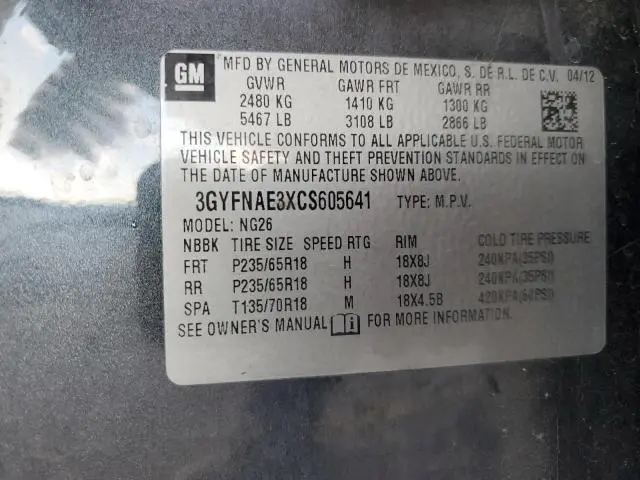 GM
MFD BY GENERAL MOTORS DE MEXICO, S. DE R.L. DE C.V. 04/12
GVWR GAWR FRT GAWR RR
2480 KG 1410 KG 1300 KG
5467 LB 3108 LB 2866 LB
THIS VEHICLE CONFORMS TO ALL APPLICABLE U.S. FEDERAL MOTOR
VEHICLE SAFETY AND THEFT PREVENTION STANDARDS IN EFFECT ON
THE DATE OF MANUFACTURE SHOWN ABOVE.
3GYFNAE3XCS605641 TYPE: M.P.V.
MODEL: NG26
NBBK TIRE SIZE SPEED RTG RIM COLD TIRE PRESSURE
FRT P235/65R18 H 18X8J 240KPA(35PSI)
RR P235/65R18 H 18X8J 240KPA(35PSI)
SPA T135/70R18 M 18X4.5B 420KPA(60PSI)
SEE OWNER'S MANUAL i FOR MORE INFORMATION.